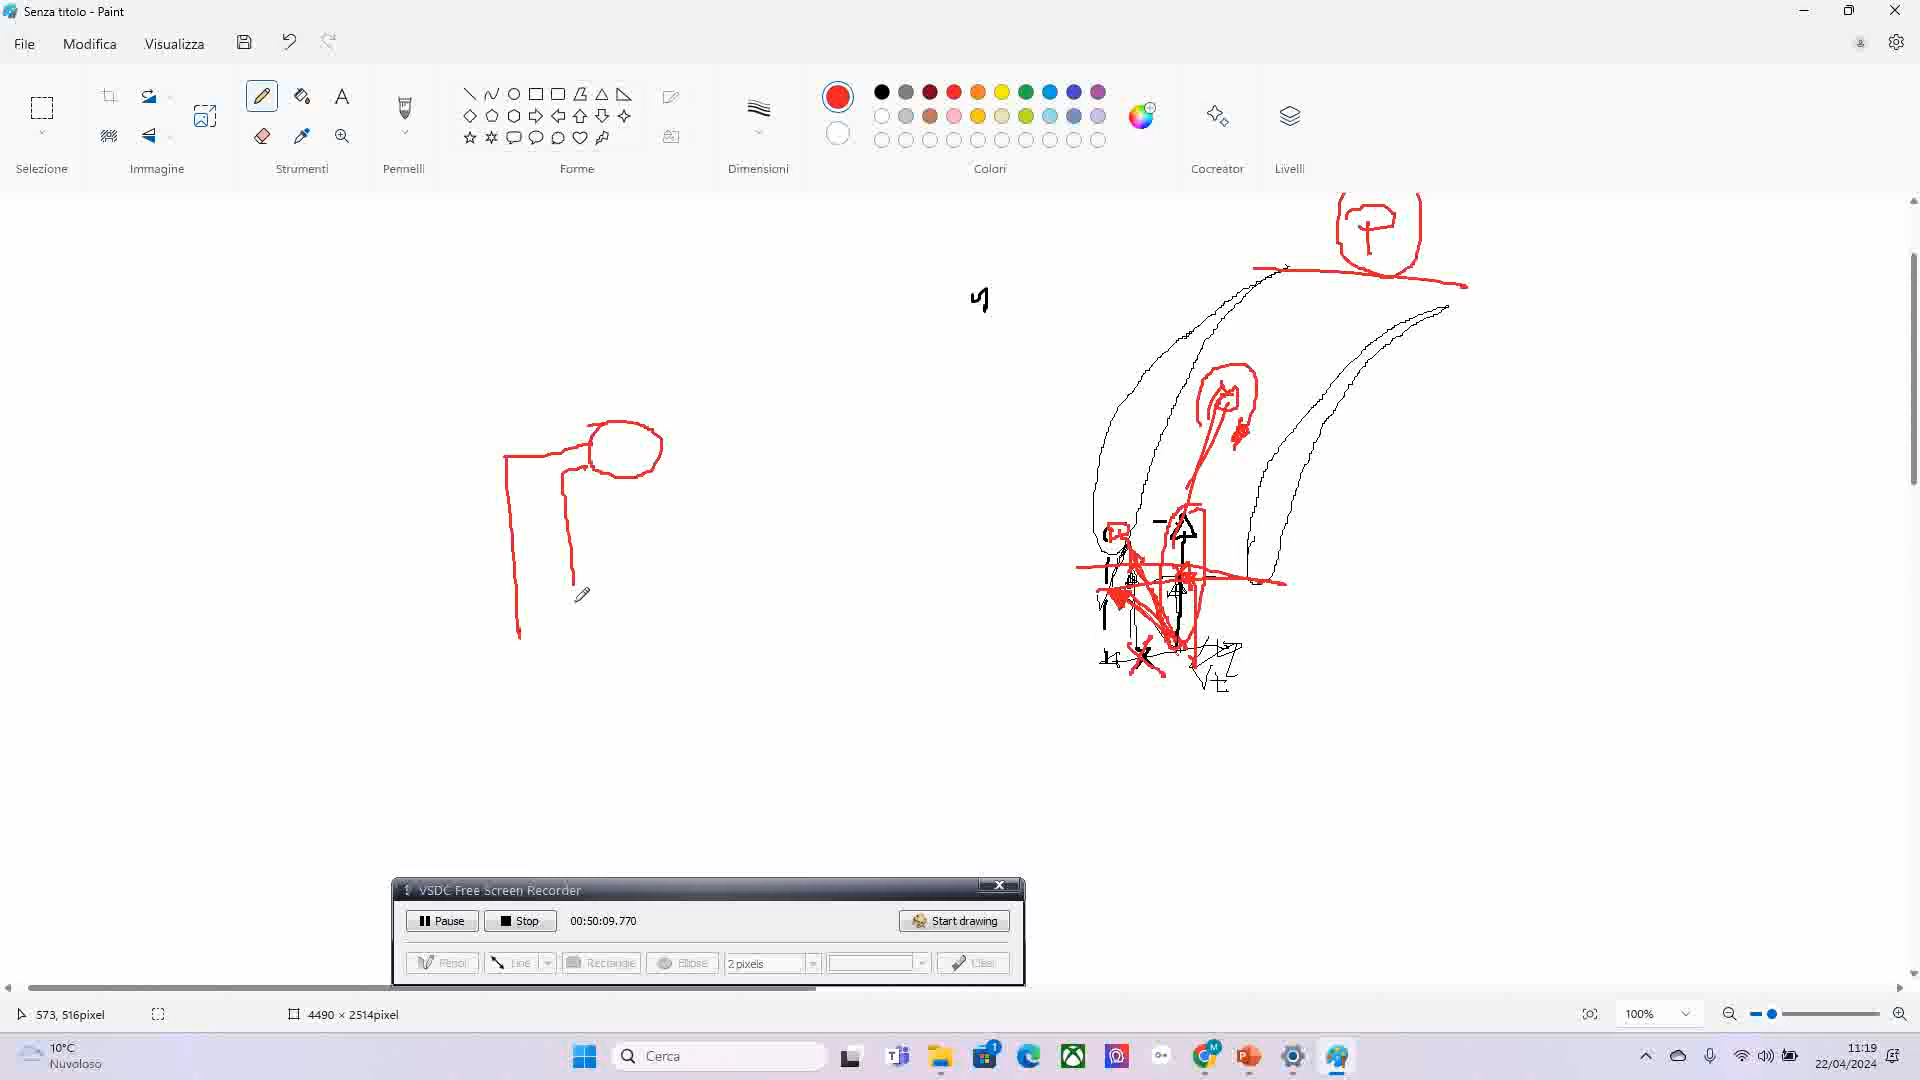 Senza titolo - Paint
File Modifica Visualizza
Selezione Immagine Strumenti Pennelli Forme Dimensioni Colori Cocreator Livelli
P
VSDC Free Screen Recorder
Pause Stop 00:50:09.770 Start drawing
Pencil Line Rectangle Ellipse 2 pixels Clear
573, 516pixel 4490 × 2514pixel 100%
10°C
Nuvoloso
Cerca
11:19
22/04/2024